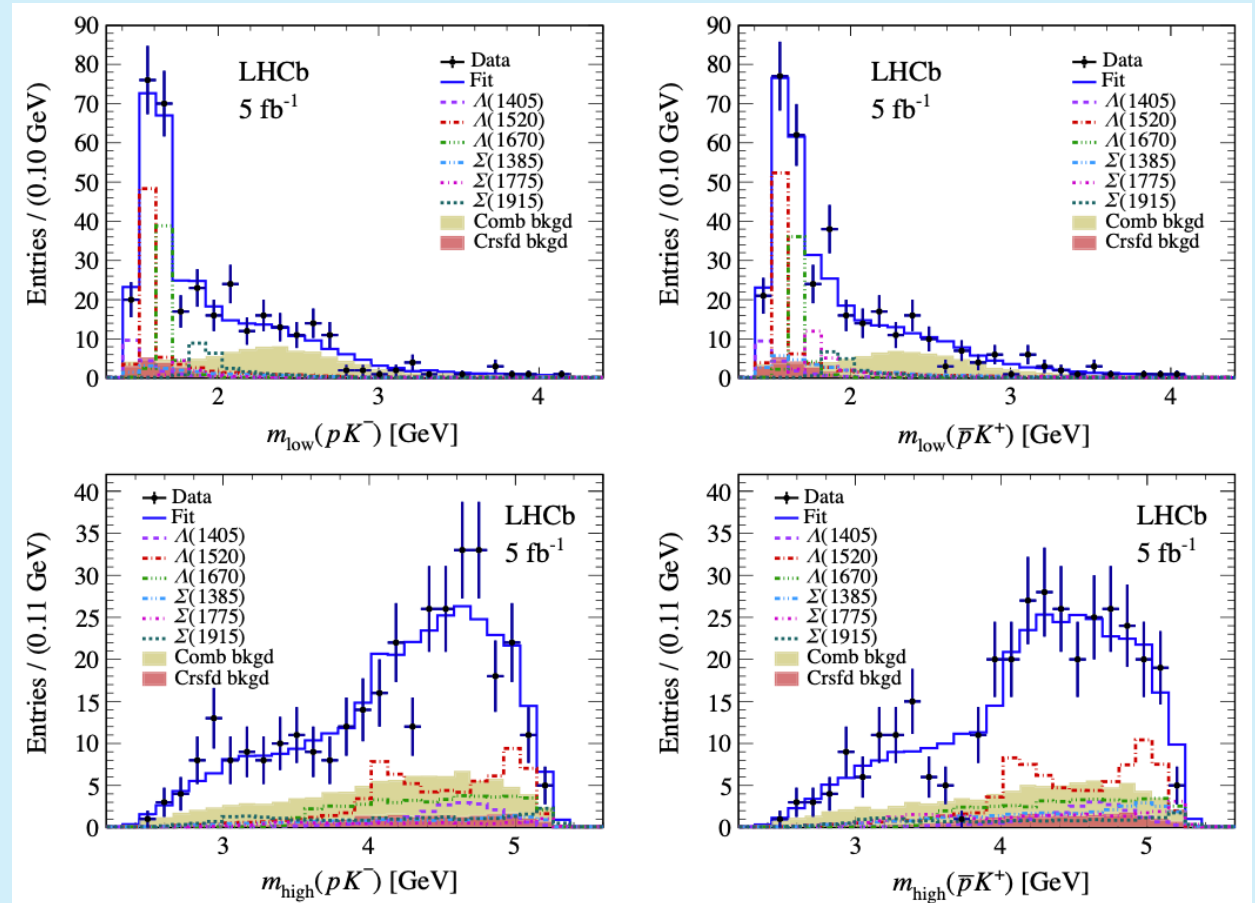 90
80
70
60
50
40
30
20
10
0
Entries / (0.10 GeV)
LHCb
5 fb⁻¹
Data
Fit
Λ(1405)
Λ(1520)
Λ(1670)
Σ(1385)
Σ(1775)
Σ(1915)
Comb bkgd
Crsfd bkgd
2 3 4
m_low(pK⁻) [GeV]
90
80
70
60
50
40
30
20
10
0
Entries / (0.10 GeV)
LHCb
5 fb⁻¹
Data
Fit
Λ(1405)
Λ(1520)
Λ(1670)
Σ(1385)
Σ(1775)
Σ(1915)
Comb bkgd
Crsfd bkgd
2 3 4
m_low(p̅K⁺) [GeV]
40
35
30
25
20
15
10
5
0
Entries / (0.11 GeV)
Data
Fit
Λ(1405)
Λ(1520)
Λ(1670)
Σ(1385)
Σ(1775)
Σ(1915)
Comb bkgd
Crsfd bkgd
LHCb
5 fb⁻¹
3 4 5
m_high(pK⁻) [GeV]
40
35
30
25
20
15
10
5
0
Entries / (0.11 GeV)
Data
Fit
Λ(1405)
Λ(1520)
Λ(1670)
Σ(1385)
Σ(1775)
Σ(1915)
Comb bkgd
Crsfd bkgd
LHCb
5 fb⁻¹
3 4 5
m_high(p̅K⁺) [GeV]